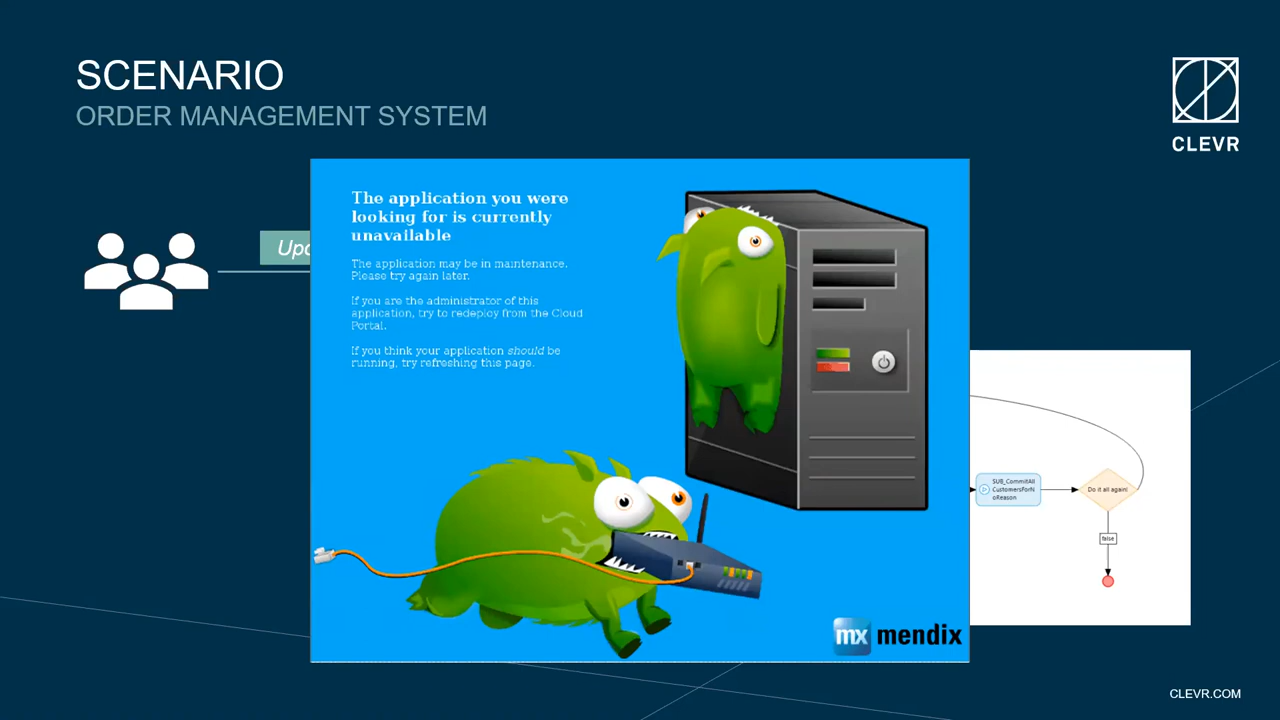 SCENARIO
ORDER MANAGEMENT SYSTEM
CLEVR
The application you were
looking for is currently
unavailable
The application may be in maintenance.
Please try again later.
If you are the administrator of this
application, try to redeploy from the Cloud
Portal.
If you think your application should be
running, try refreshing this page.
SUB_CommitAll
CustomersForN
oReason
Do it all again!
false
mx mendix
CLEVR.COM